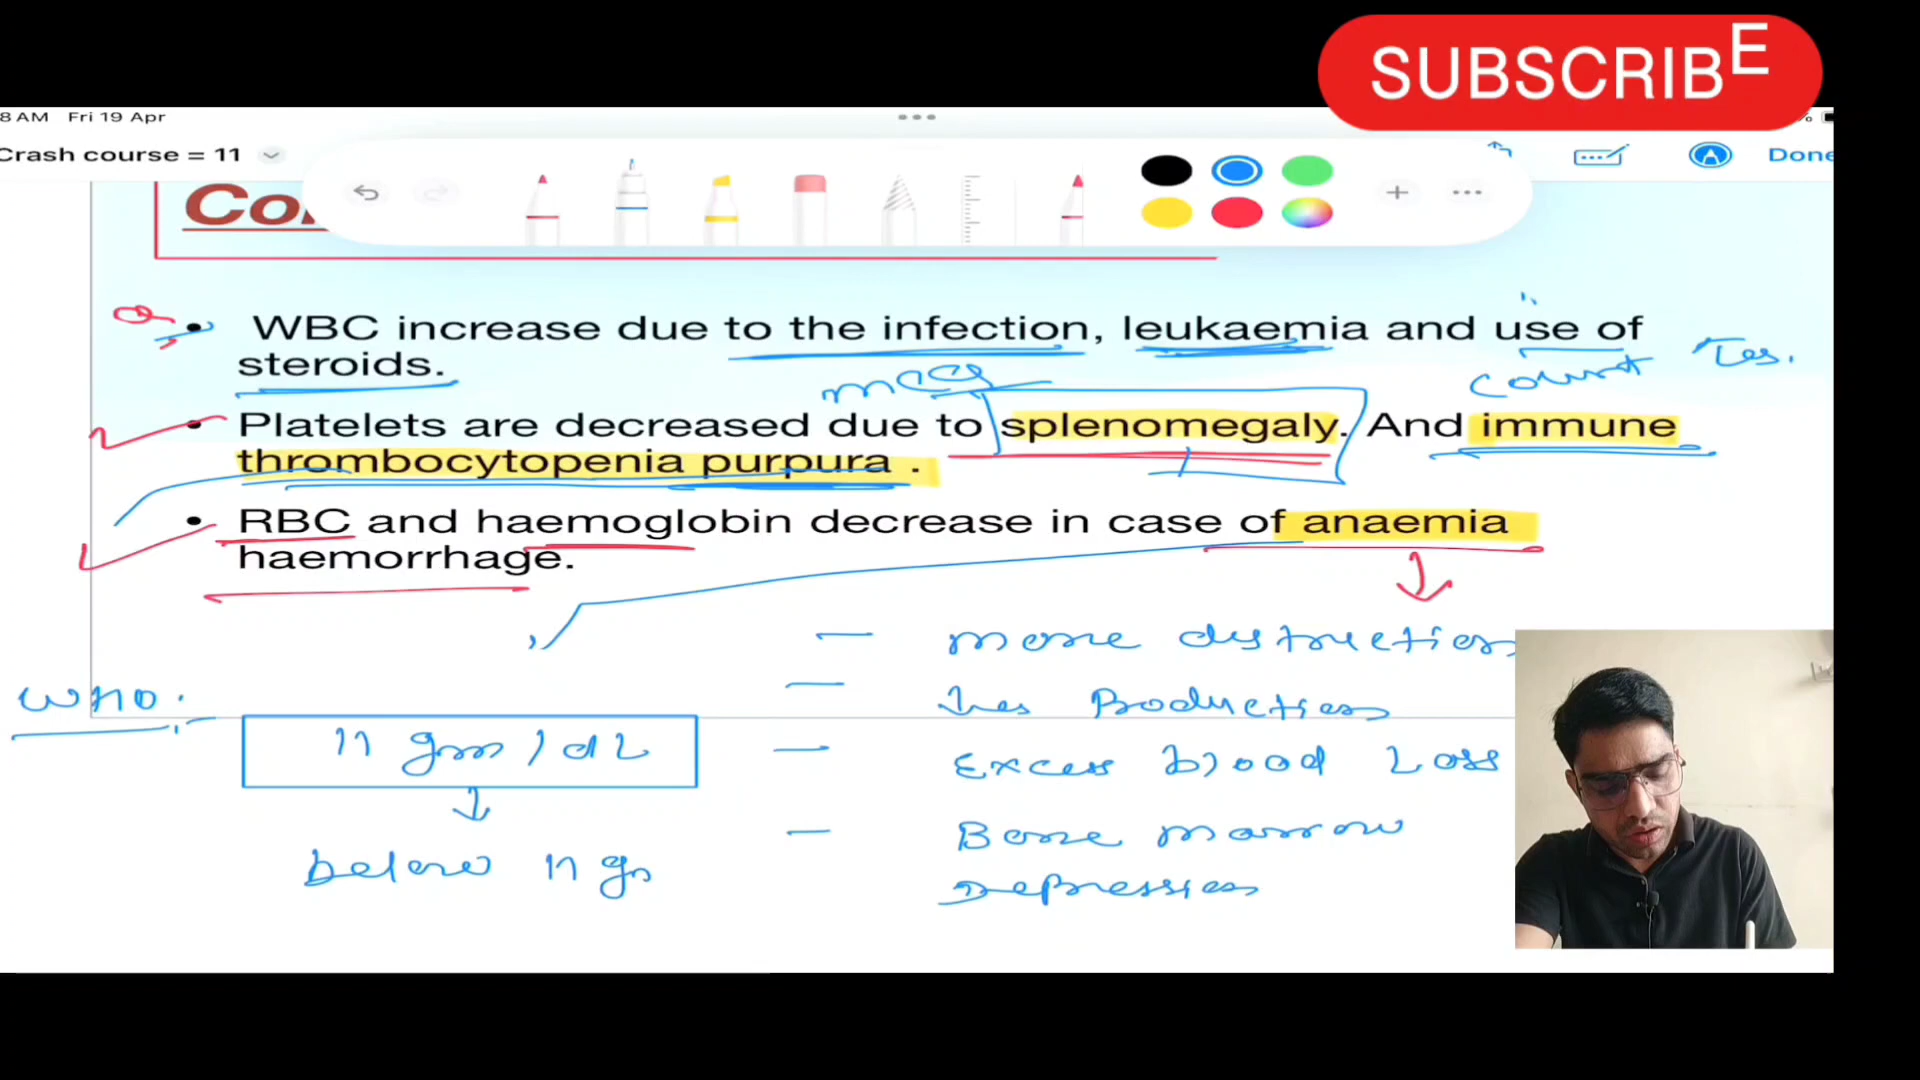 SUBSCRIBE
8 AM Fri 19 Apr
Crash course = 11
Done
WBC increase due to the infection, leukaemia and use of
steroids.
count
Platelets are decreased due to splenomegaly. And immune
thrombocytopenia purpura .
RBC and haemoglobin decrease in case of anaemia
haemorrhage.
- more distruction
WHO.
- Production
11 gm/dL
- Excess blood Loss
below 11 gm
- Bone marrow
Depression